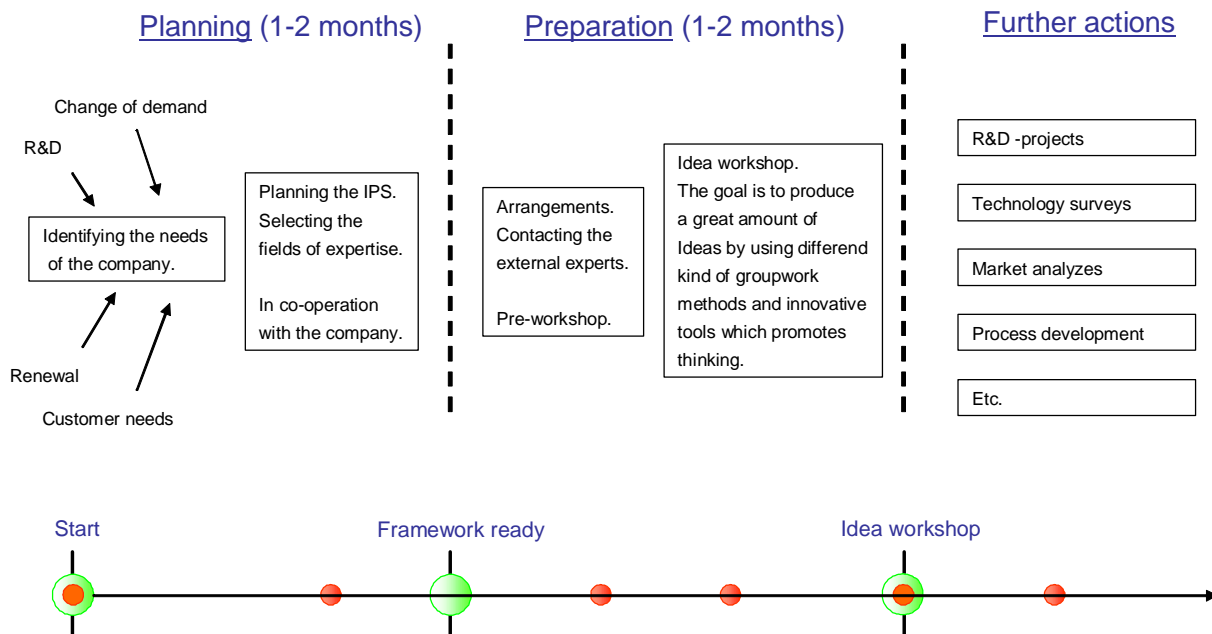 Planning (1-2 months)
Preparation (1-2 months)
Further actions
Change of demand
R&D
Identifying the needs
of the company.
Renewal
Customer needs
Planning the IPS.
Selecting the
fields of expertise.
In co-operation
with the company.
Arrangements.
Contacting the
external experts.
Pre-workshop.
Idea workshop.
The goal is to produce
a great amount of
Ideas by using differend
kind of groupwork
methods and innovative
tools which promotes
thinking.
R&D -projects
Technology surveys
Market analyzes
Process development
Etc.
Start
Framework ready
Idea workshop